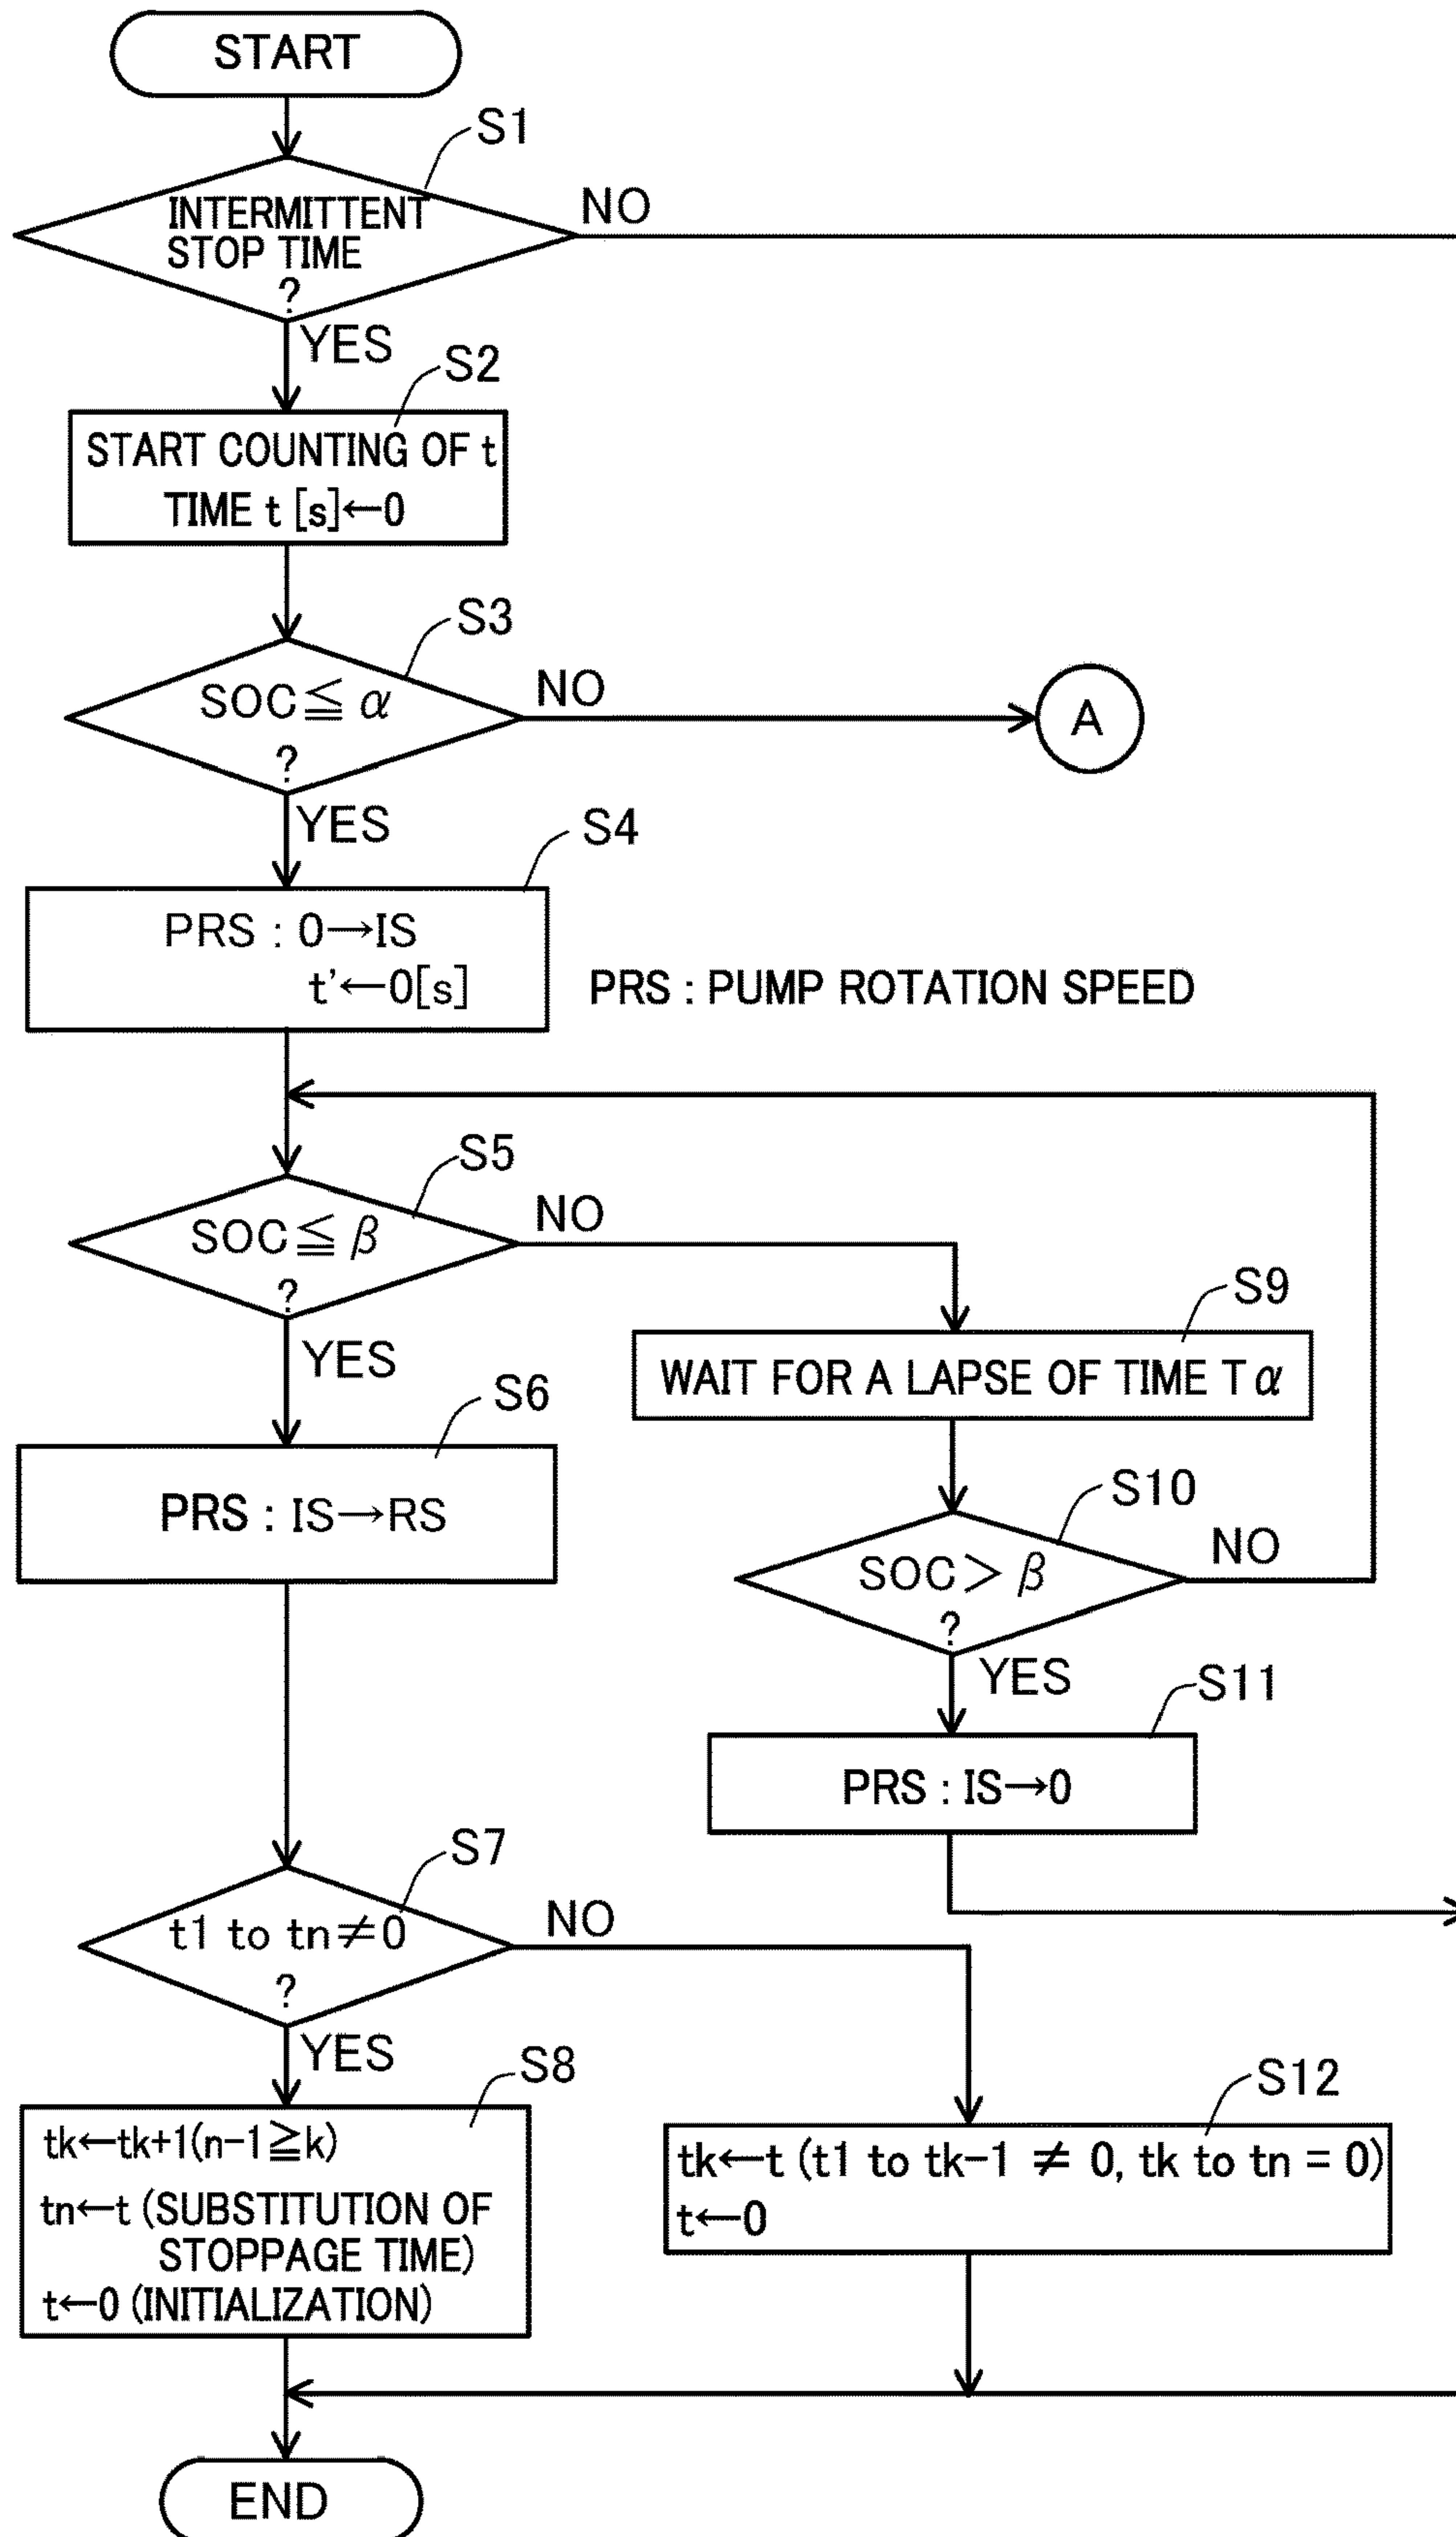 START
S1
INTERMITTENT
STOP TIME
?
NO
YES
S2
START COUNTING OF t
TIME t [s]←0
S3
SOC≦α
?
NO
A
YES
S4
PRS : 0→IS
t'←0[s]
PRS : PUMP ROTATION SPEED
S5
SOC≦β
?
NO
YES
S9
WAIT FOR A LAPSE OF TIME Tα
S6
PRS : IS→RS
S10
SOC>β
?
NO
YES
S11
PRS : IS→0
S7
t1 to tn≠0
?
NO
YES
S8
tk←tk+1(n-1≧k)
tn←t (SUBSTITUTION OF
STOPPAGE TIME)
t←0 (INITIALIZATION)
S12
tk←t (t1 to tk-1 ≠ 0, tk to tn = 0)
t←0
END